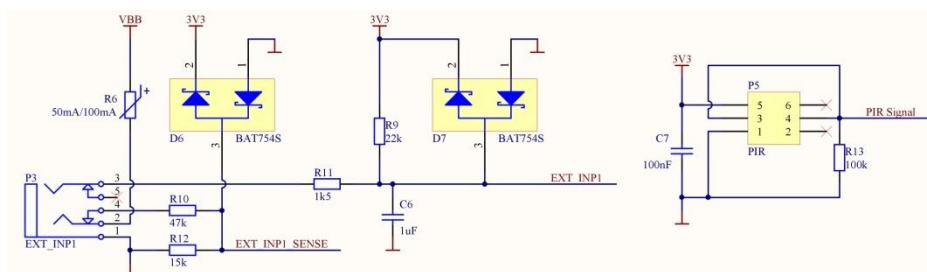 VBB
3V3
3V3
2
1
2
1
3V3
R6
50mA/100mA
+
P5
5
6
3
4
PIR Signal
1
2
R9
22k
D6
BAT754S
D7
BAT754S
C7
100nF
PIR
R13
100k
3
3
P3
3
R11
EXT_INP1
5
1k5
4
R10
C6
2
47k
1uF
1
R12
EXT_INP1_SENSE
EXT_INP1
15k